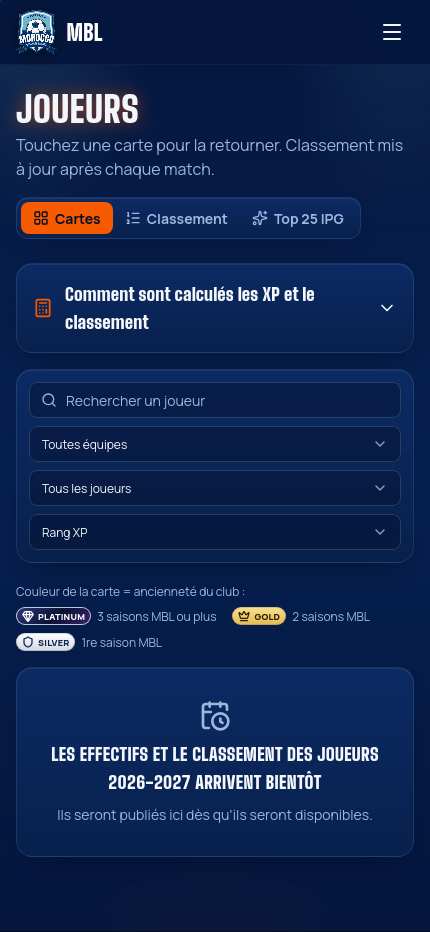 MOROCCO
MBL
JOUEURS
Touchez une carte pour la retourner. Classement mis
à jour après chaque match.
Cartes
Classement
Top 25 IPG
Comment sont calculés les XP et le
classement
Rechercher un joueur
Toutes équipes
Tous les joueurs
Rang XP
Couleur de la carte = ancienneté du club :
PLATINUM 3 saisons MBL ou plus GOLD 2 saisons MBL
SILVER 1re saison MBL
LES EFFECTIFS ET LE CLASSEMENT DES JOUEURS
2026-2027 ARRIVENT BIENTÔT
Ils seront publiés ici dès qu'ils seront disponibles.